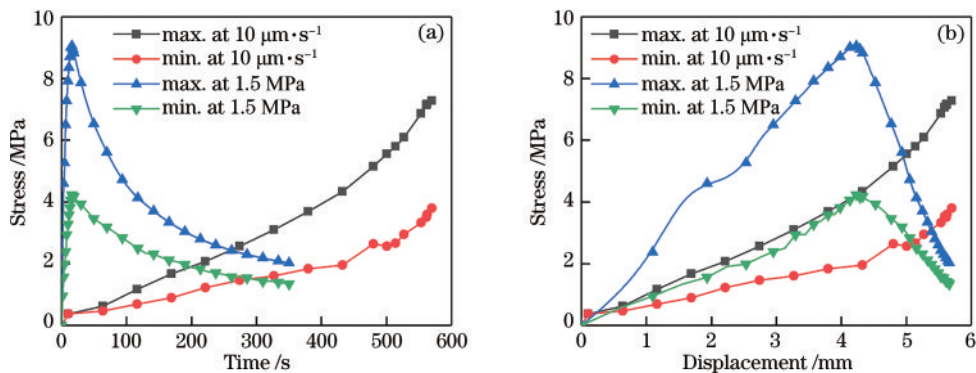 10
8
6
4
2
0
Stress /MPa
max. at 10 μm·s⁻¹
min. at 10 μm·s⁻¹
max. at 1.5 MPa
min. at 1.5 MPa
(a)
0 100 200 300 400 500 600
Time /s
10
8
6
4
2
0
Stress /MPa
max. at 10 μm·s⁻¹
min. at 10 μm·s⁻¹
max. at 1.5 MPa
min. at 1.5 MPa
(b)
0 1 2 3 4 5 6
Displacement /mm